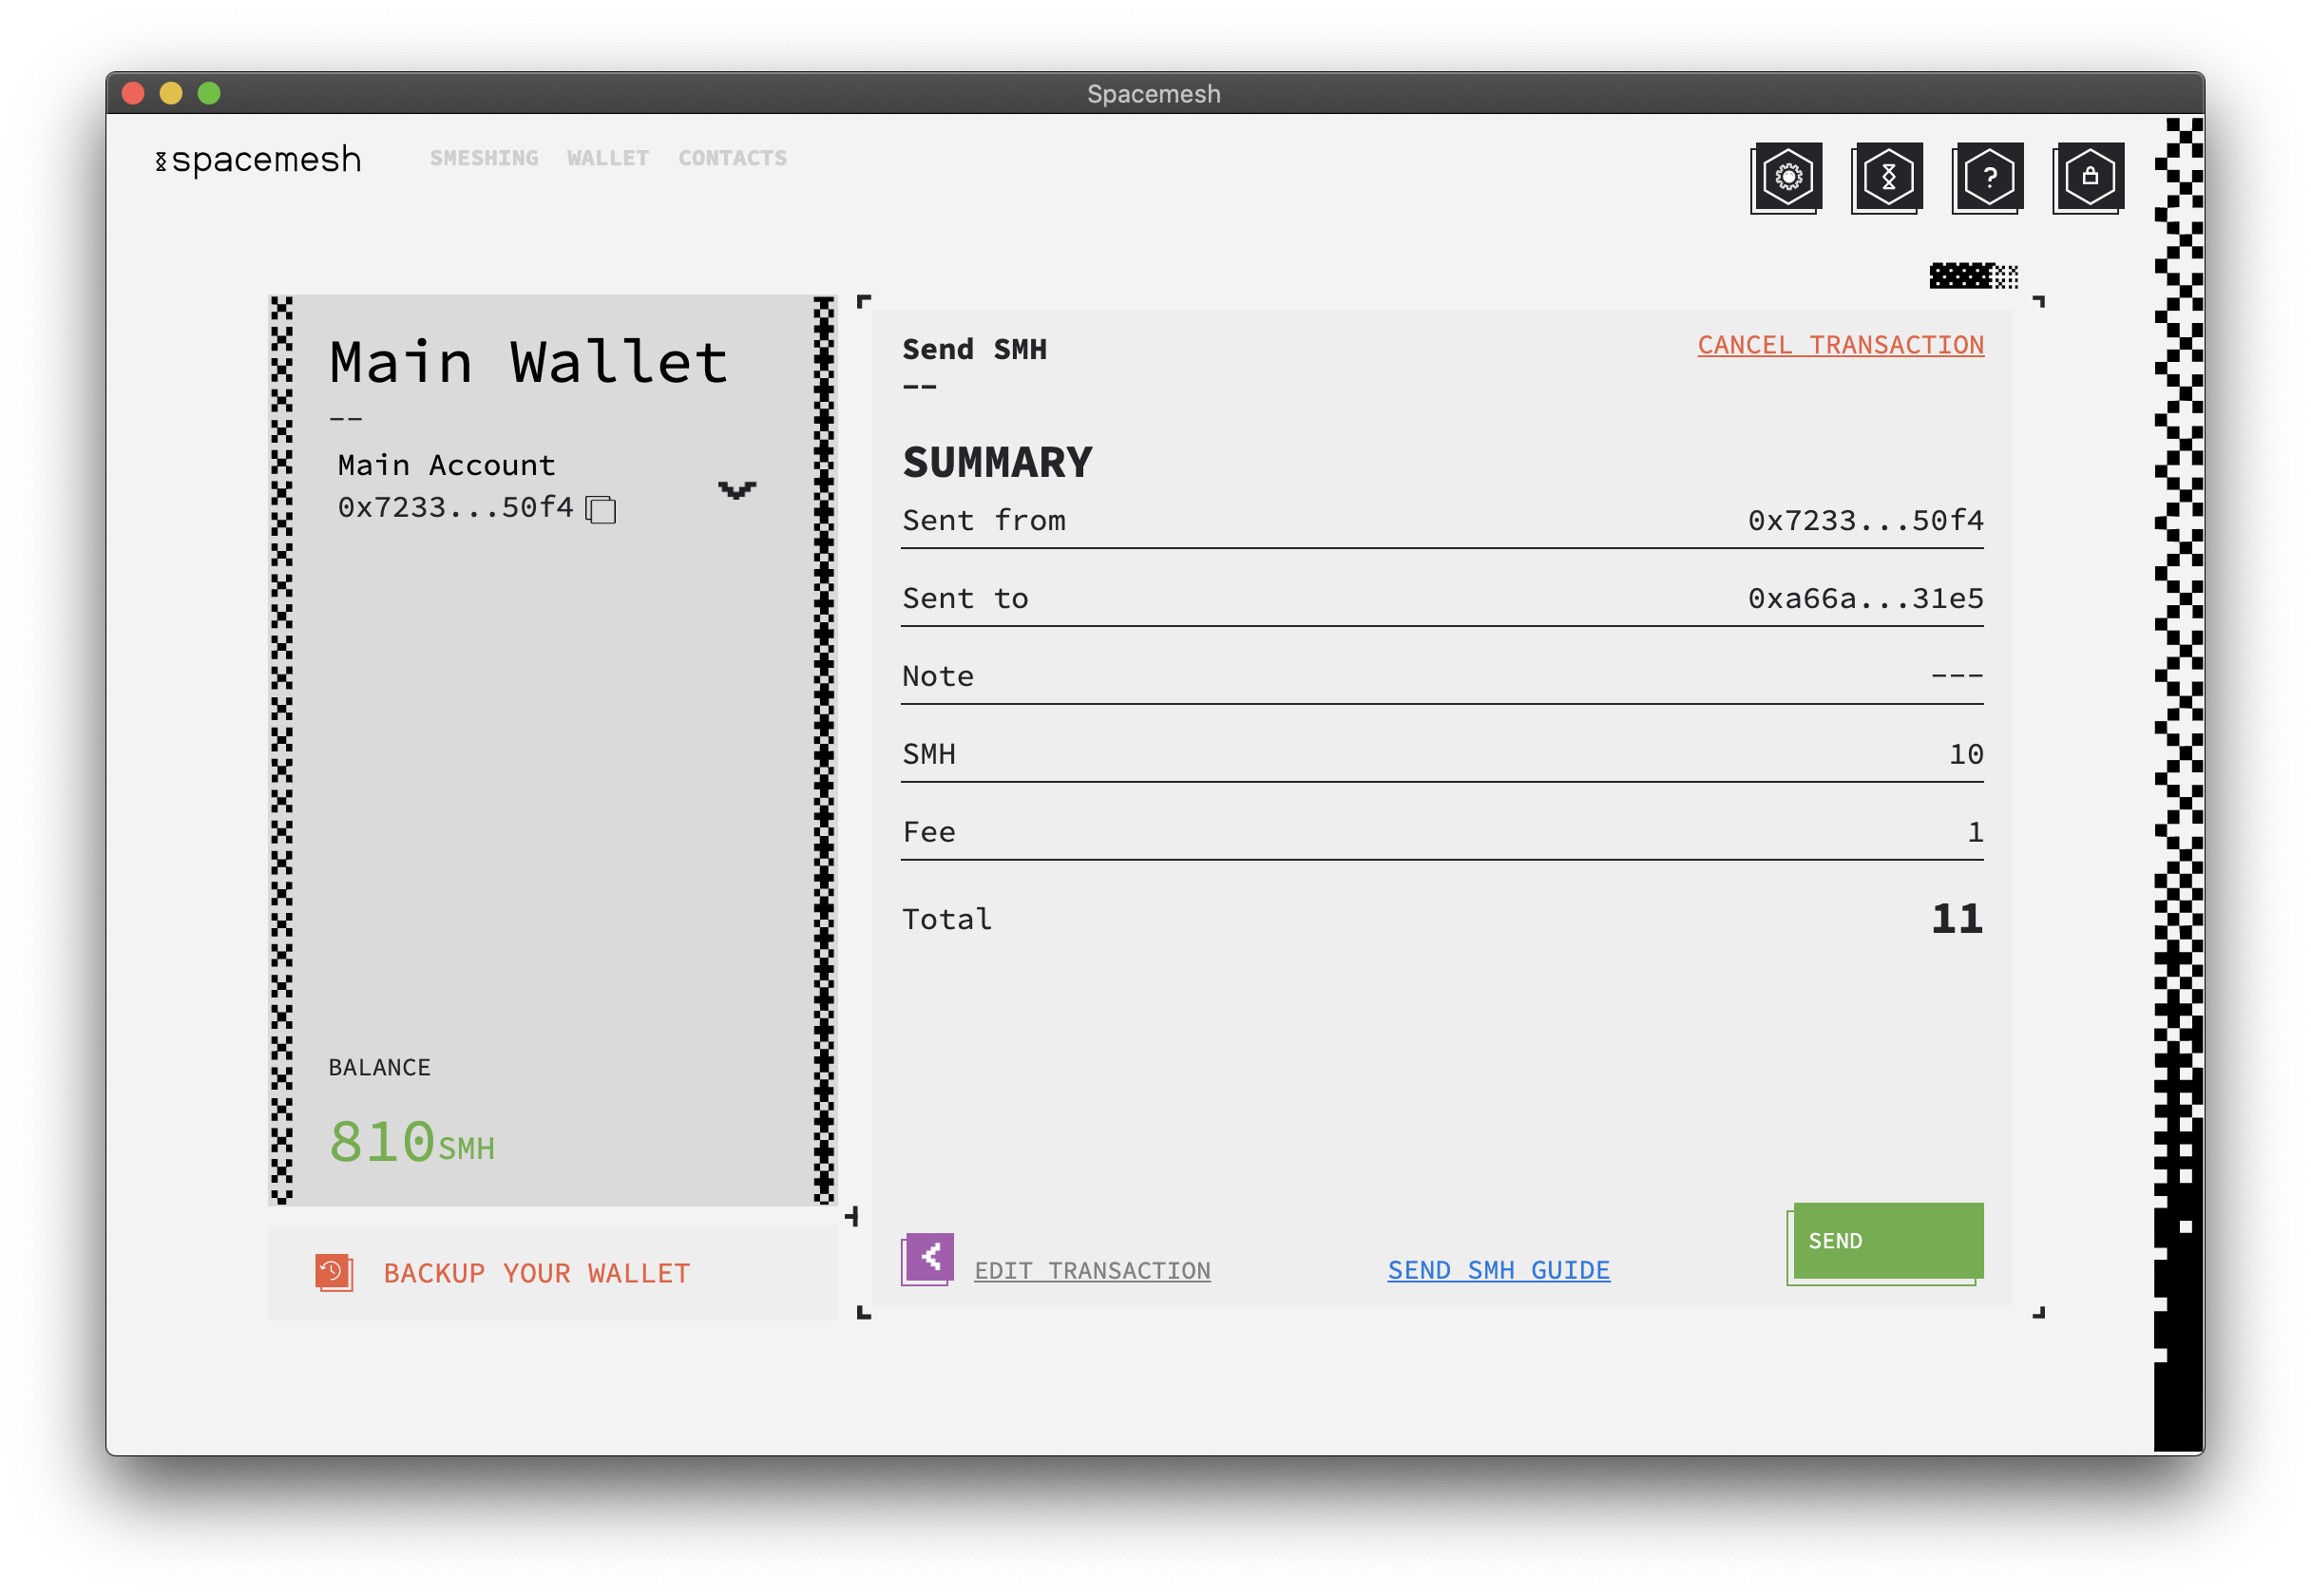 Spacemesh
spacemesh
SMESHING WALLET CONTACTS
?
Main Wallet
--
Main Account
0x7233...50f4
BALANCE
810SMH
BACKUP YOUR WALLET
Send SMH
--
CANCEL TRANSACTION
SUMMARY
Sent from 0x7233...50f4
Sent to 0xa66a...31e5
Note ---
SMH 10
Fee 1
Total 11
EDIT TRANSACTION
SEND SMH GUIDE
SEND